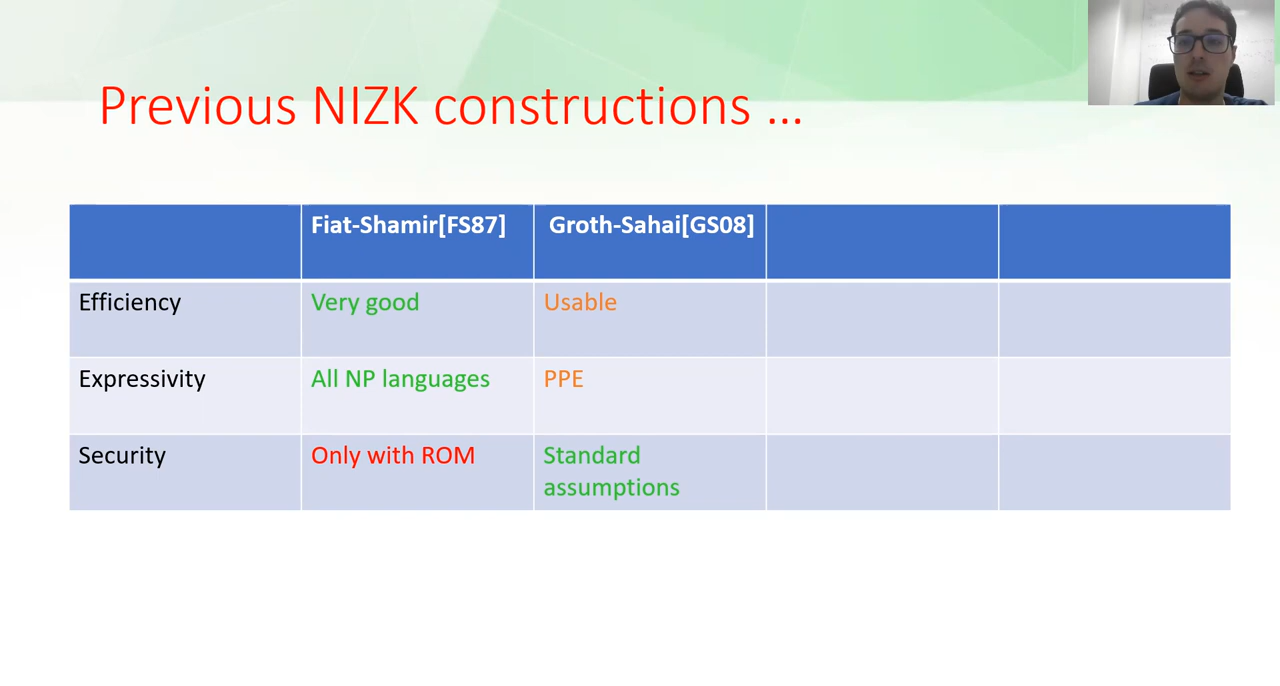 Previous NIZK constructions ...
Fiat-Shamir[FS87] Groth-Sahai[GS08]
Efficiency Very good Usable
Expressivity All NP languages PPE
Security Only with ROM Standard
assumptions